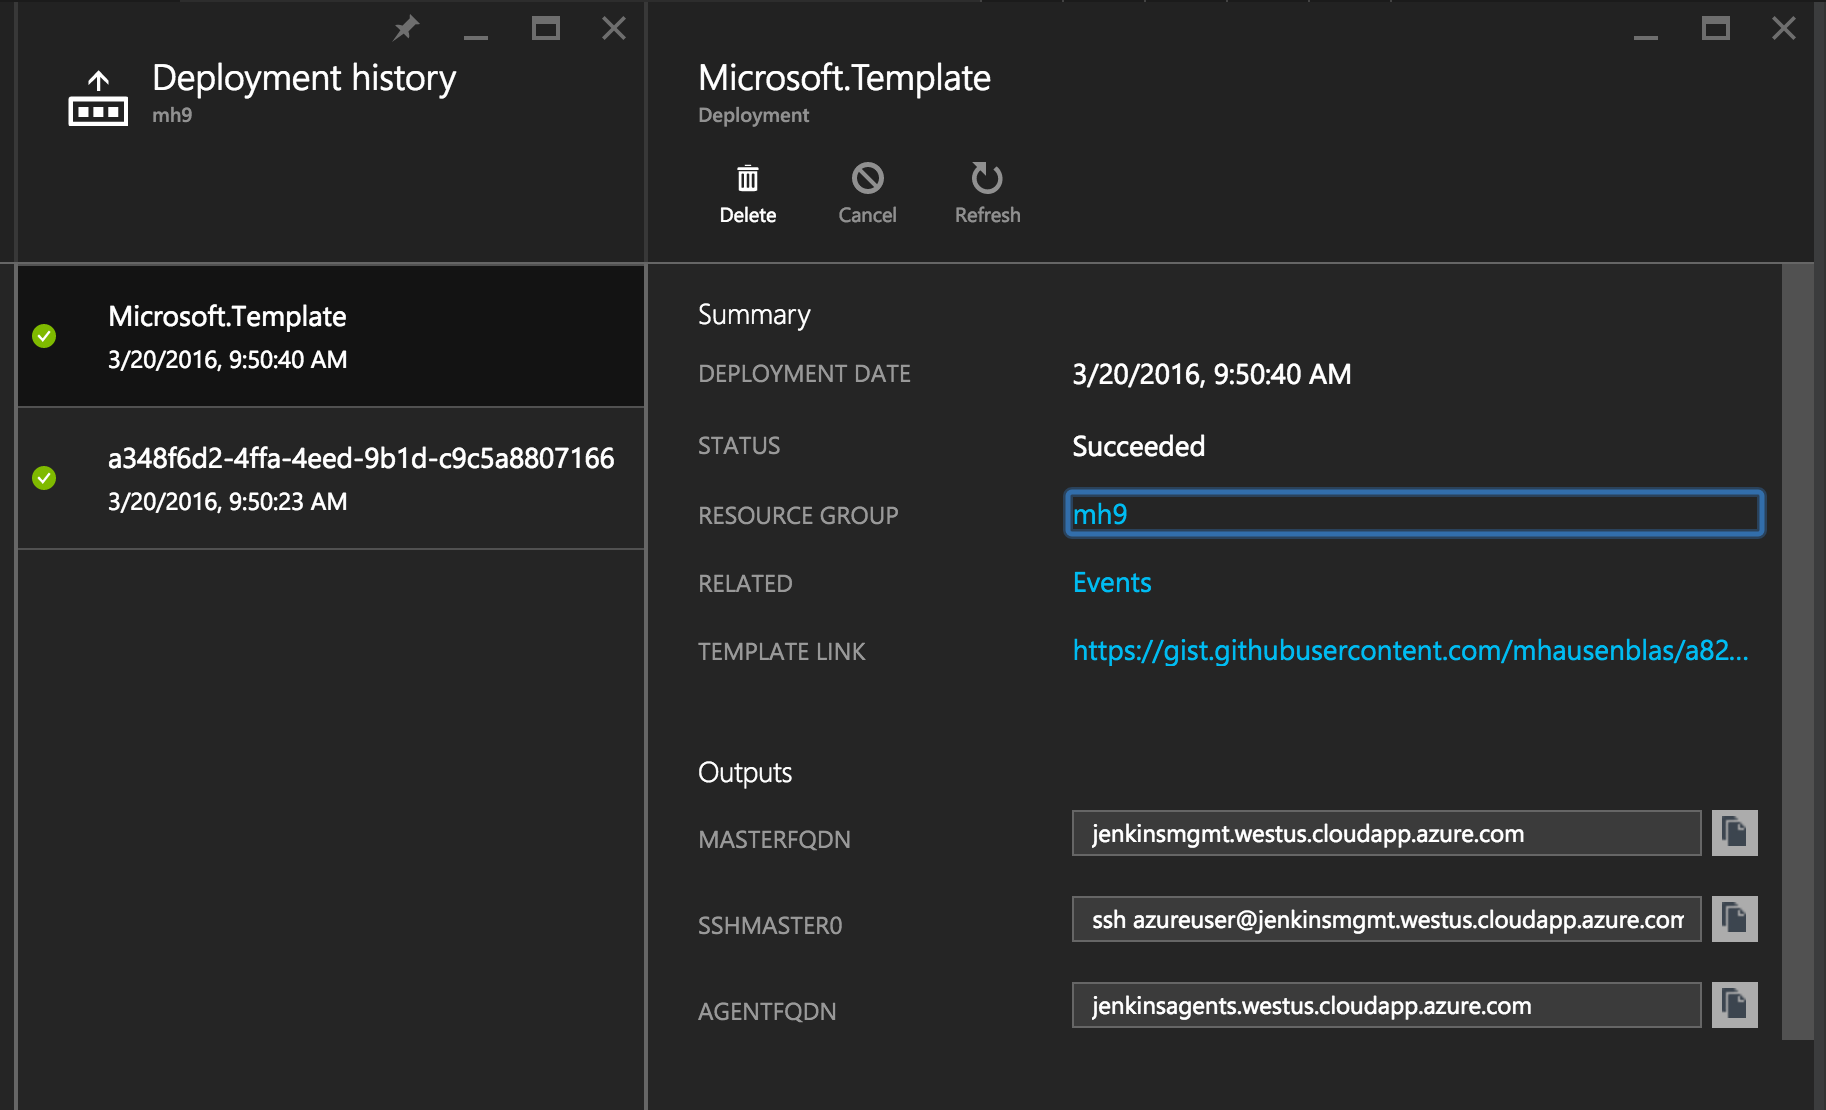 Deployment history
mh9
Microsoft.Template
3/20/2016, 9:50:40 AM
a348f6d2-4ffa-4eed-9b1d-c9c5a8807166
3/20/2016, 9:50:23 AM
Microsoft.Template
Deployment
Delete Cancel Refresh
Summary
DEPLOYMENT DATE 3/20/2016, 9:50:40 AM
STATUS Succeeded
RESOURCE GROUP mh9
RELATED Events
TEMPLATE LINK https://gist.githubusercontent.com/mhausenblas/a82...
Outputs
MASTERFQDN jenkinsmgmt.westus.cloudapp.azure.com
SSHMASTER0 ssh azureuser@jenkinsmgmt.westus.cloudapp.azure.com
AGENTFQDN jenkinsagents.westus.cloudapp.azure.com